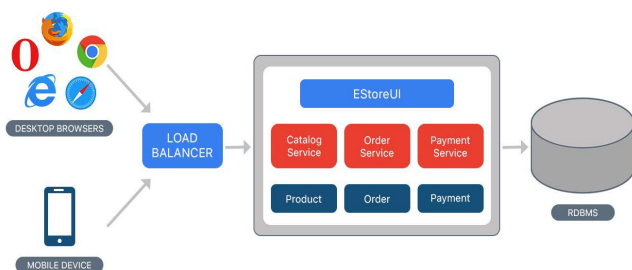 DESKTOP BROWSERS
MOBILE DEVICE
LOAD
BALANCER
EStoreUI
Catalog
Service
Order
Service
Payment
Service
Product
Order
Payment
RDBMS